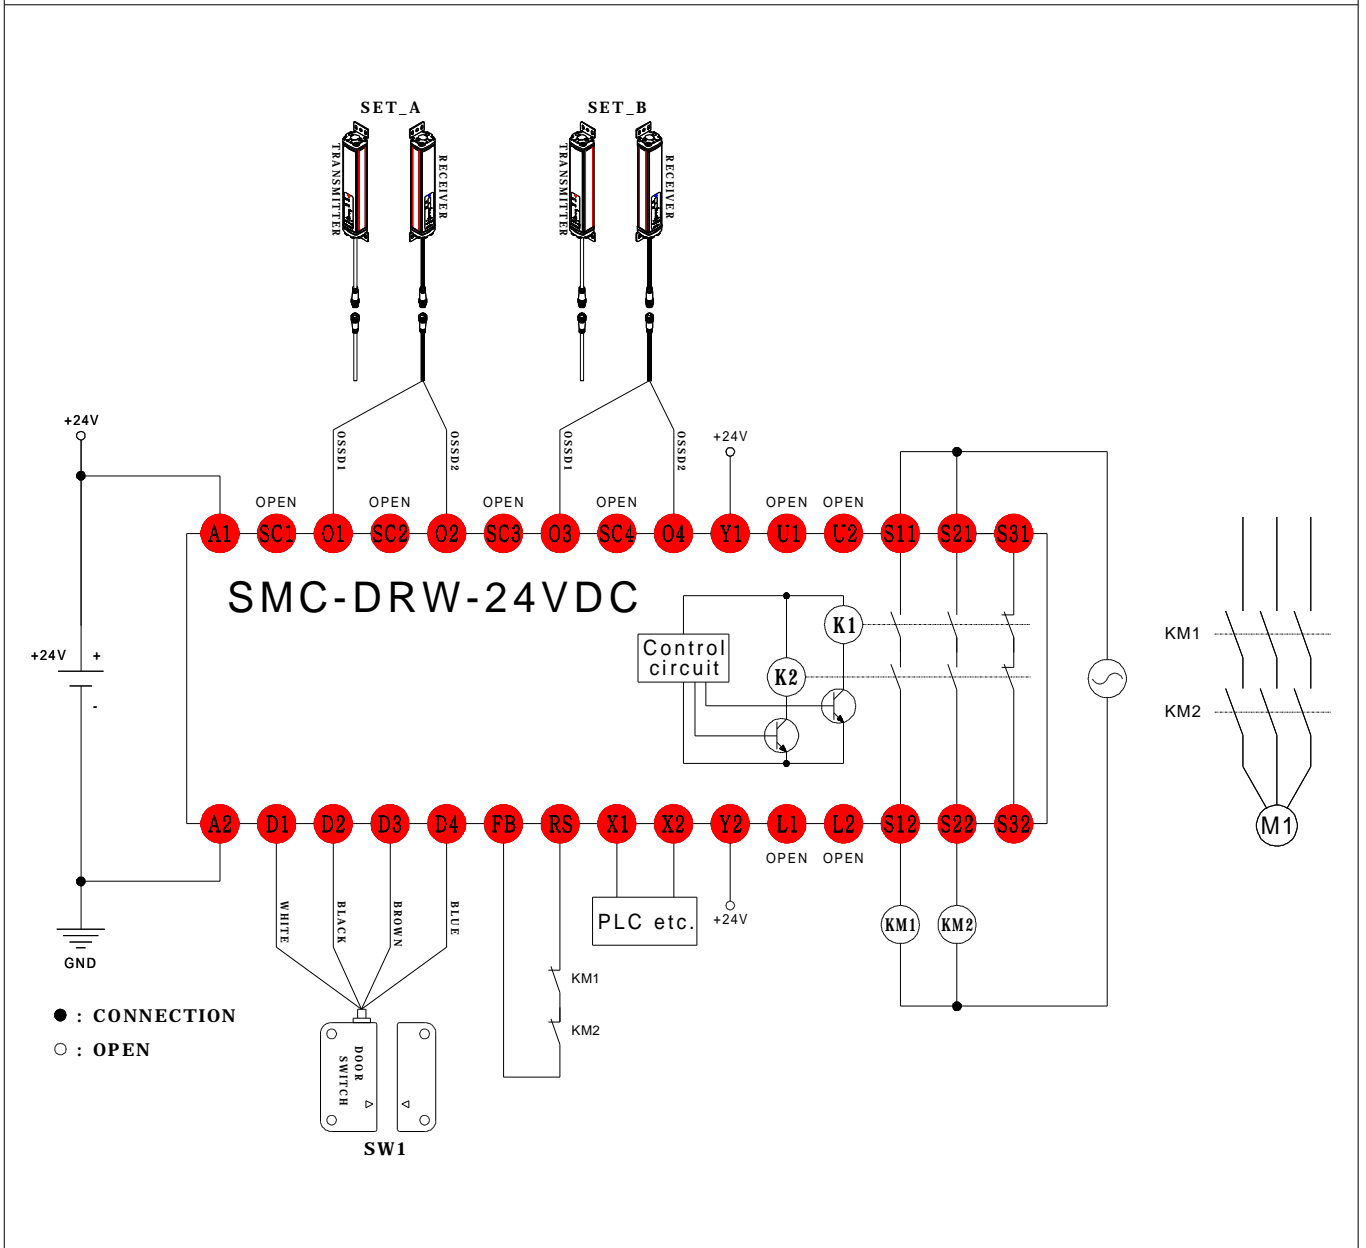 SET_A
SET_B
TRANSMITTER
RECEIVER
TRANSMITTER
RECEIVER
+24V
OSSD1
OSSD2
OSSD1
OSSD2
+24V
OPEN
OPEN
OPEN
OPEN
OPEN
OPEN
A1 SC1 O1 SC2 O2 SC3 O3 SC4 O4 Y1 U1 U2 S11 S21 S31
SMC-DRW-24VDC
K1
Control
circuit
K2
KM1
+24V
+
-
KM2
A2 D1 D2 D3 D4 FB RS X1 X2 Y2 L1 L2 S12 S22 S32
M1
OPEN
OPEN
WHITE
BLACK
BROWN
BLUE
PLC etc.
+24V
KM1
KM2
GND
KM1
KM2
● : CONNECTION
○ : OPEN
DOOR
SWITCH
SW1